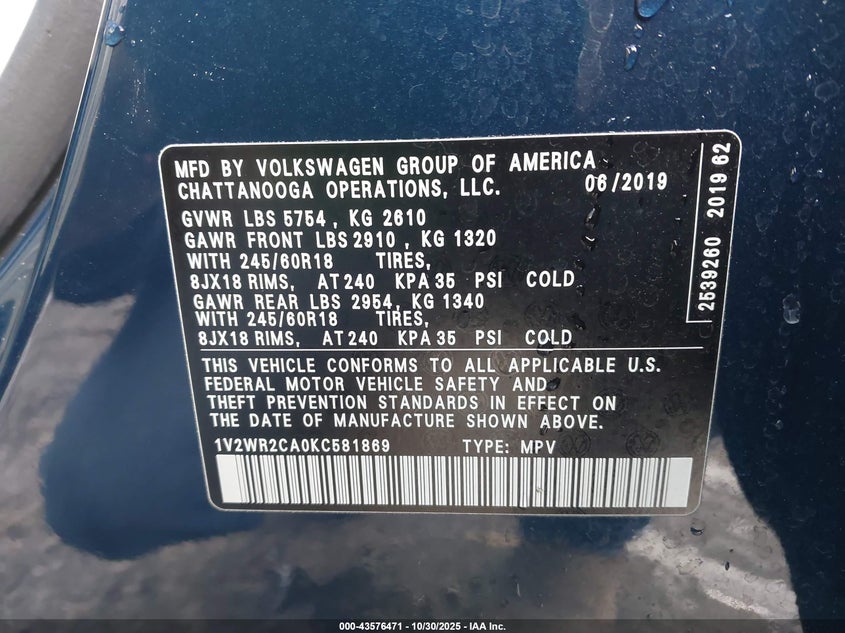 MFD BY VOLKSWAGEN GROUP OF AMERICA
CHATTANOOGA OPERATIONS, LLC. 06/2019
GVWR LBS 5754 , KG 2610
GAWR FRONT LBS 2910 , KG 1320
WITH 245/60R18 TIRES,
8JX18 RIMS, AT 240 KPA 35 PSI COLD
GAWR REAR LBS 2954 , KG 1340
WITH 245/60R18 TIRES,
8JX18 RIMS, AT 240 KPA 35 PSI COLD
THIS VEHICLE CONFORMS TO ALL APPLICABLE U.S.
FEDERAL MOTOR VEHICLE SAFETY AND
THEFT PREVENTION STANDARDS IN EFFECT ON
THE DATE OF MANUFACTURE SHOWN ABOVE.
1V2WR2CA0KC581869 TYPE: MPV
2539260 2019 62
000-43576471 - 10/30/2025 - IAA Inc.